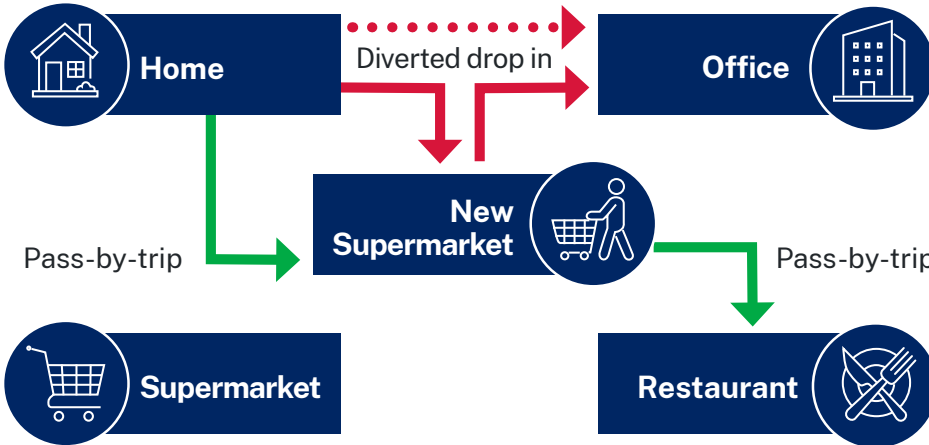 Home
Diverted drop in
Office
New
Supermarket
Pass-by-trip
Pass-by-trip
Supermarket
Restaurant